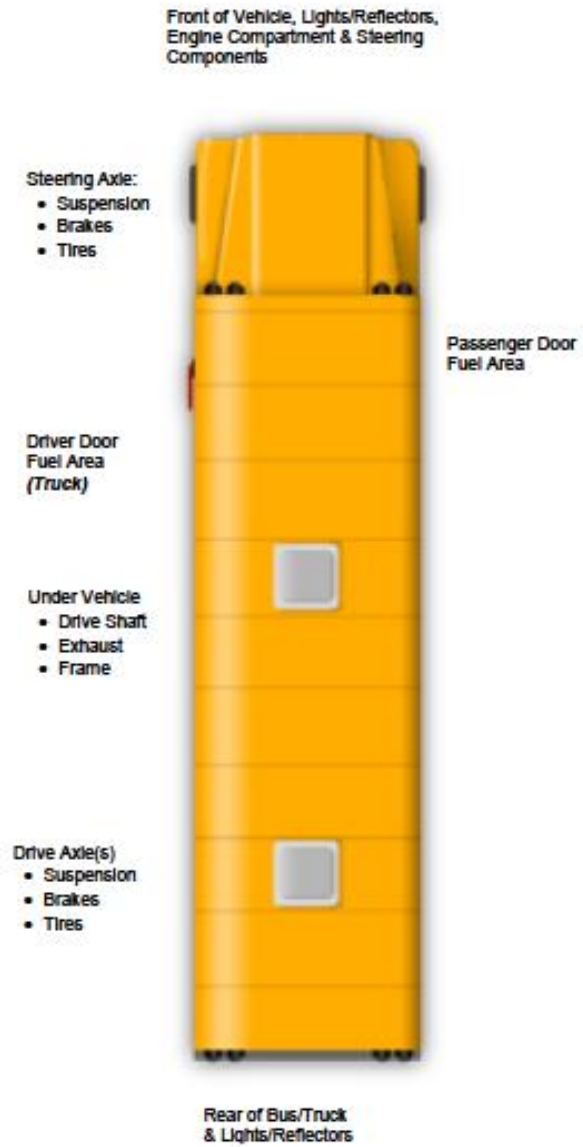 Front of Vehicle, Lights/Reflectors,
Engine Compartment & Steering
Components
Steering Axle:
• Suspension
• Brakes
• Tires
Passenger Door
Fuel Area
Driver Door
Fuel Area
(Truck)
Under Vehicle
• Drive Shaft
• Exhaust
• Frame
Drive Axle(s)
• Suspension
• Brakes
• Tires
Rear of Bus/Truck
& Lights/Reflectors